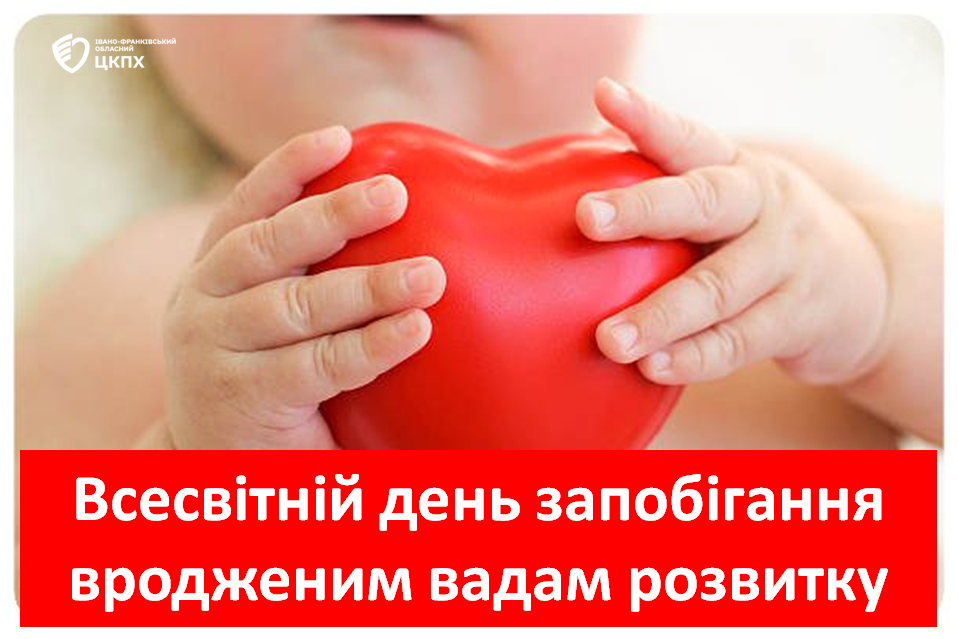 ІВАНО-ФРАНКІВСЬКИЙ
ОБЛАСНИЙ
ЦКПХ
Всесвітній день запобігання
вродженим вадам розвитку